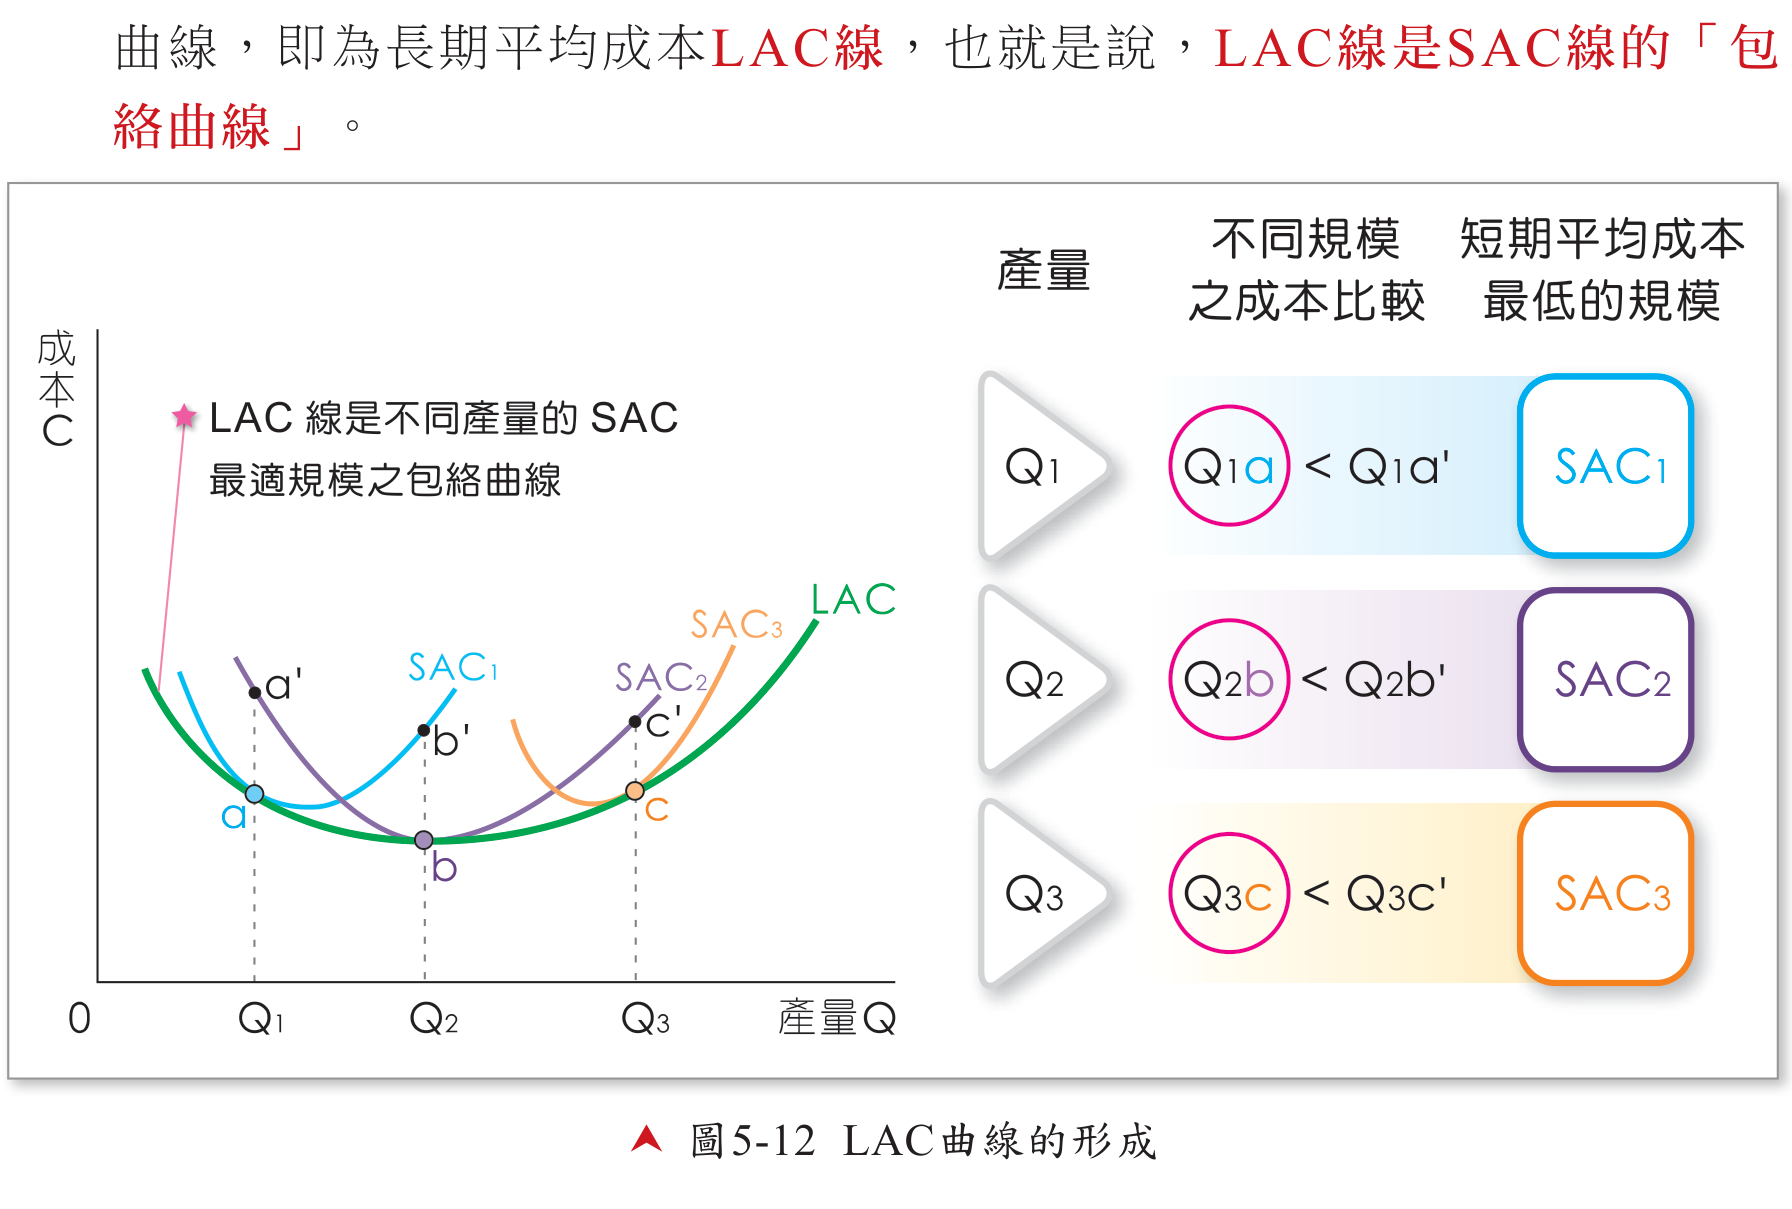 曲線，即為長期平均成本LAC線，也就是說，LAC線是SAC線的「包
絡曲線」。
產量
不同規模
之成本比較
短期平均成本
最低的規模
成本C
LAC 線是不同產量的 SAC
最適規模之包絡曲線
Q1
Q1a < Q1a'
SAC1
Q2
Q2b < Q2b'
SAC2
Q3
Q3c < Q3c'
SAC3
LAC
SAC3
SAC1
SAC2
a'
b'
c'
a
b
c
0
Q1
Q2
Q3
產量Q
圖5-12 LAC曲線的形成